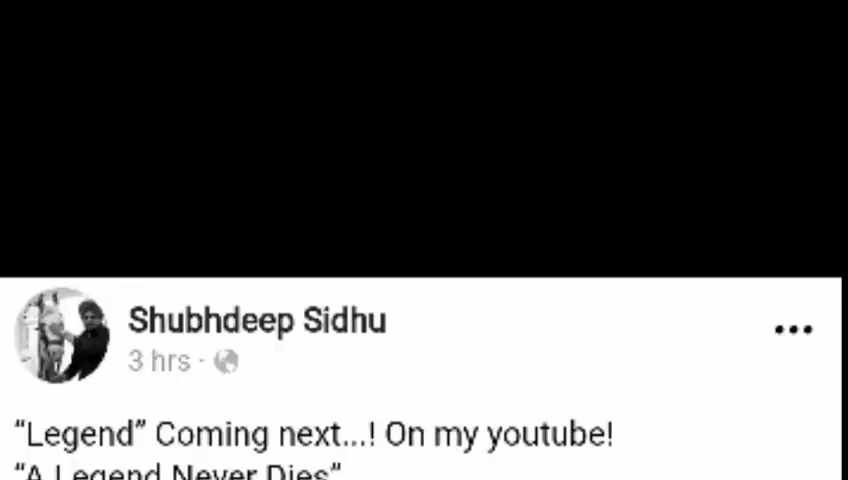 Shubhdeep Sidhu
3 hrs ·
“Legend” Coming next...! On my youtube!
“A Legend Never Dies”